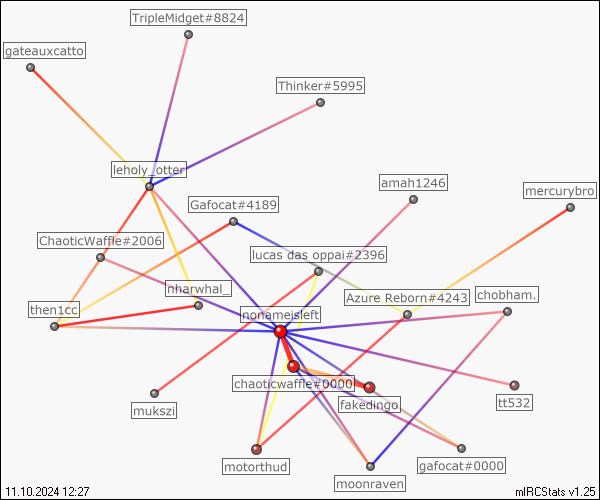 TripleMidget#8824
gateauxcatto
Thinker#5995
leholy_otter
amah1246
mercurybro
Gafocat#4189
ChaoticWaffle#2006
lucas das oppai#2396
nharwhal_
Azure Reborn#4243
chobham.
then1cc
nonameisleft
chaoticwaffle#0000
fakedingo.
tt532
mukszi
motorthud
gafocat#0000
moonraven
11.10.2024 12:27
mIRCStats v1.25